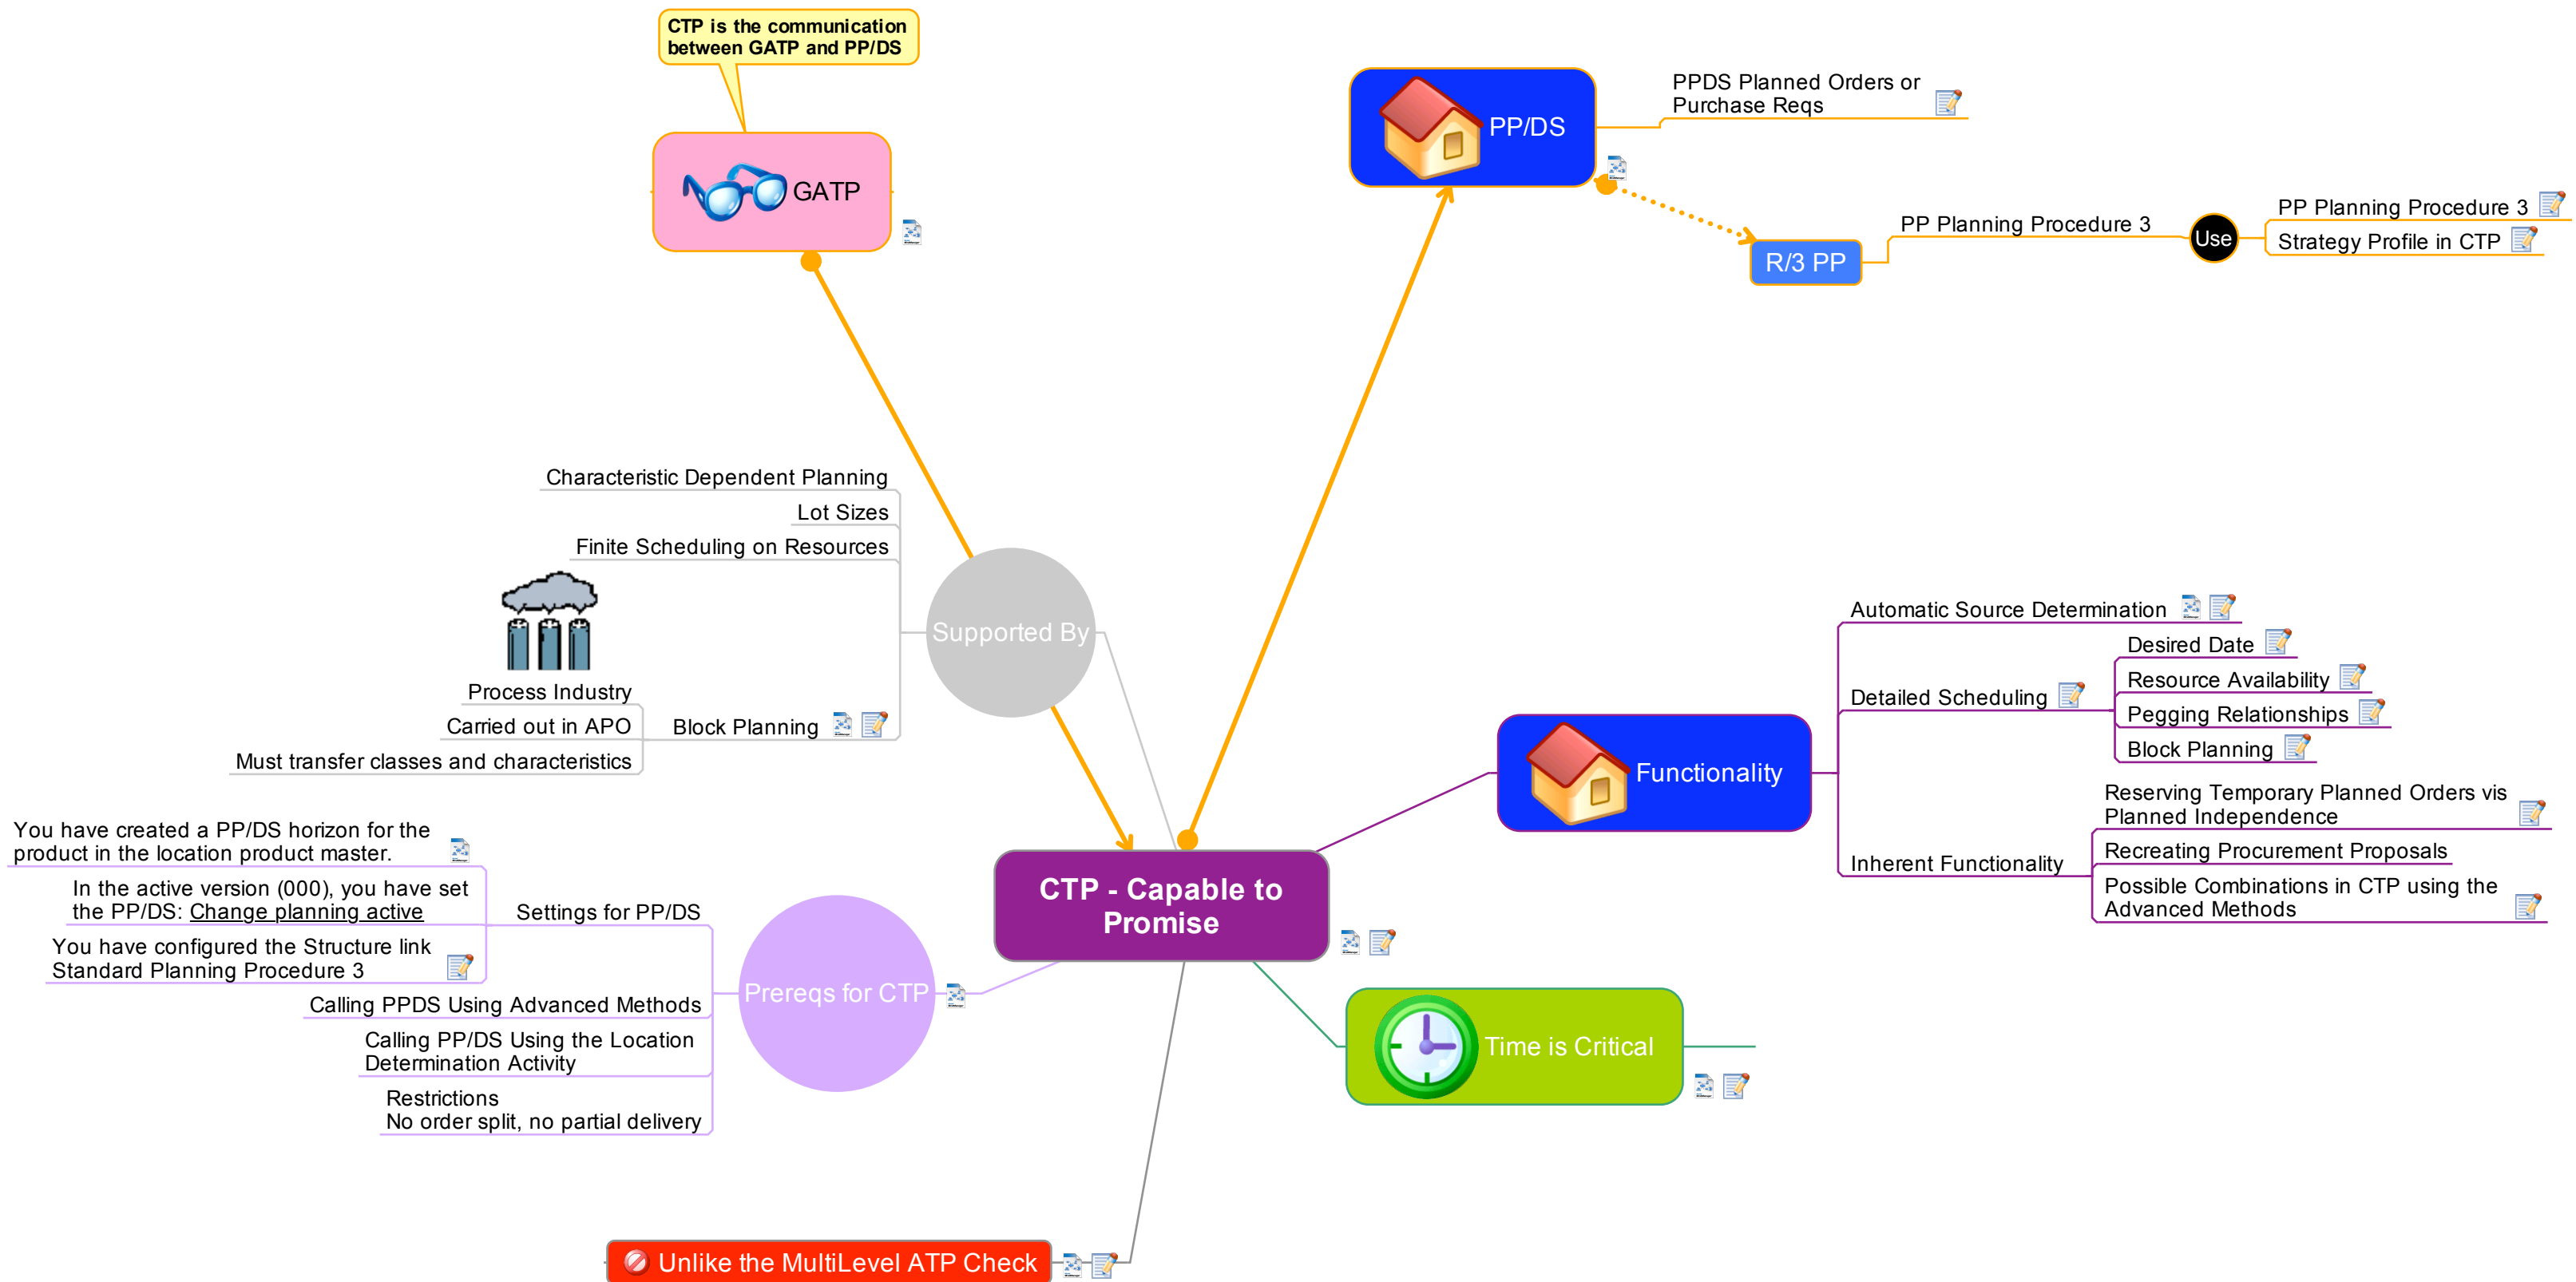 CTP is the communication
between GATP and PP/DS
GATP
PP/DS
PPDS Planned Orders or
Purchase Reqs
R/3 PP
PP Planning Procedure 3
Use
PP Planning Procedure 3
Strategy Profile in CTP
Supported By
Characteristic Dependent Planning
Lot Sizes
Finite Scheduling on Resources
Block Planning
Process Industry
Carried out in APO
Must transfer classes and characteristics
Functionality
Automatic Source Determination
Detailed Scheduling
Desired Date
Resource Availability
Pegging Relationships
Block Planning
Inherent Functionality
Reserving Temporary Planned Orders vis
Planned Independence
Recreating Procurement Proposals
Possible Combinations in CTP using the
Advanced Methods
CTP - Capable to
Promise
Prereqs for CTP
Settings for PP/DS
You have created a PP/DS horizon for the
product in the location product master.
In the active version (000), you have set
the PP/DS: Change planning active
You have configured the Structure link
Standard Planning Procedure 3
Calling PPDS Using Advanced Methods
Calling PP/DS Using the Location
Determination Activity
Restrictions
No order split, no partial delivery
Time is Critical
Unlike the MultiLevel ATP Check